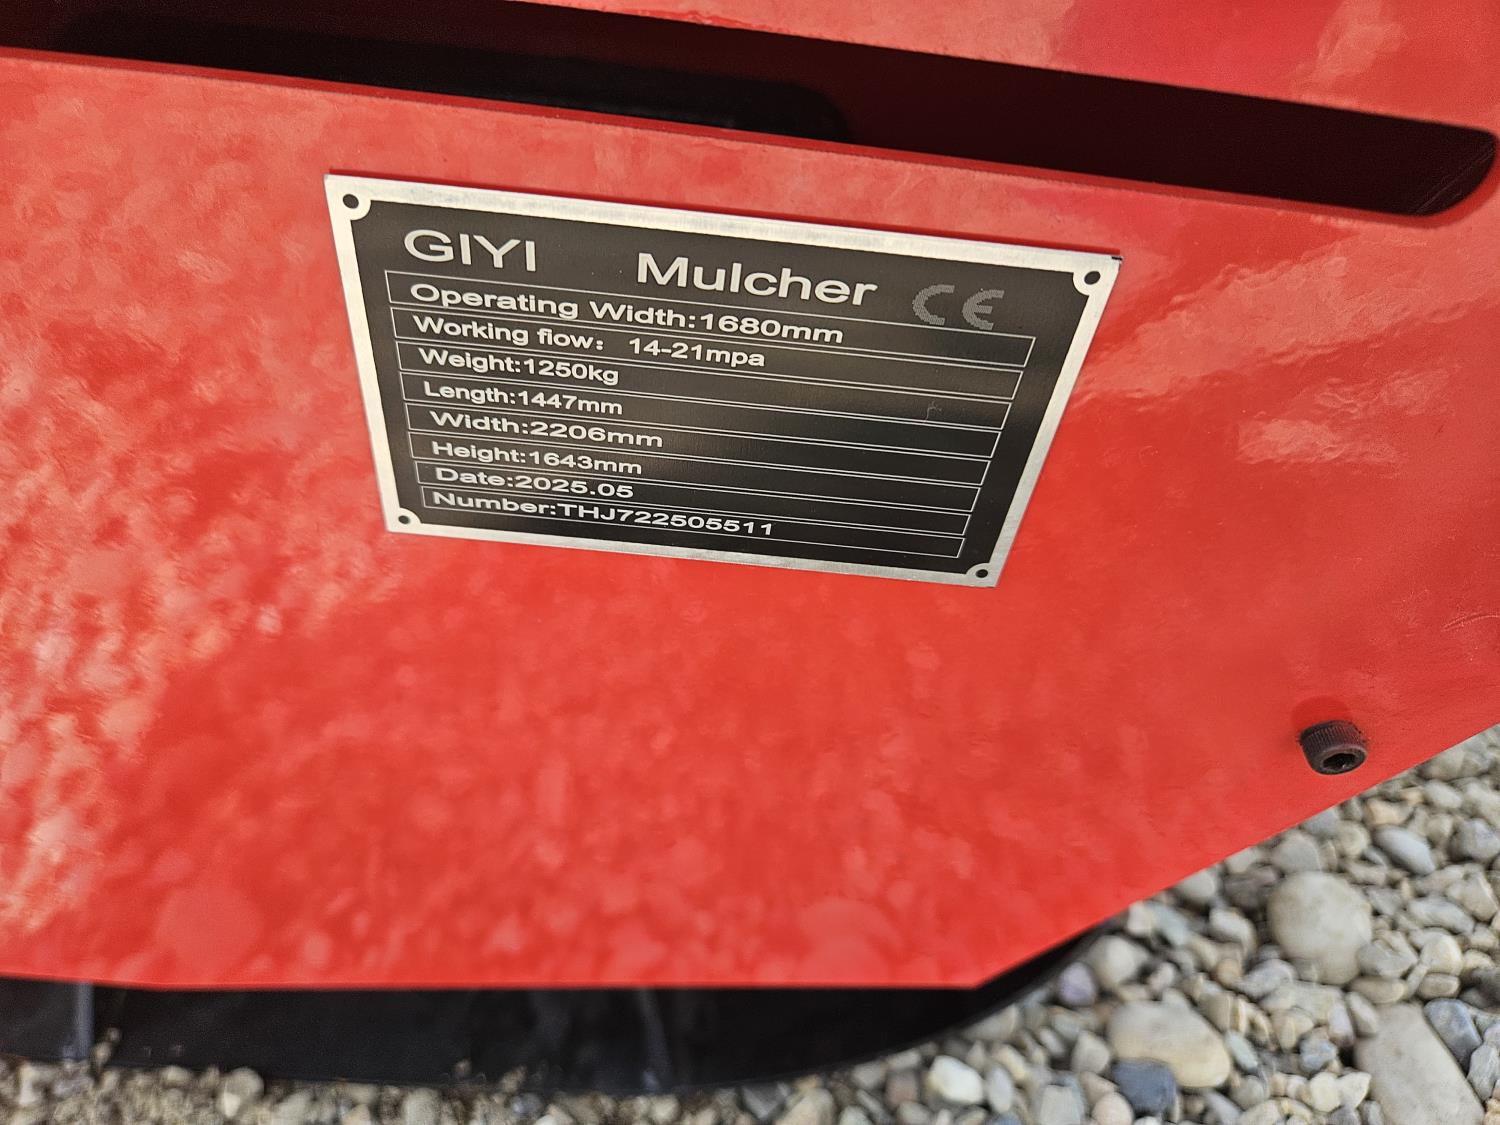 GIYI Mulcher CE
Operating Width:1680mm
Working flow: 14-21mpa
Weight:1250kg
Length:1447mm
Width:2206mm
Height:1643mm
Date:2025.05
Number:THJ722505511